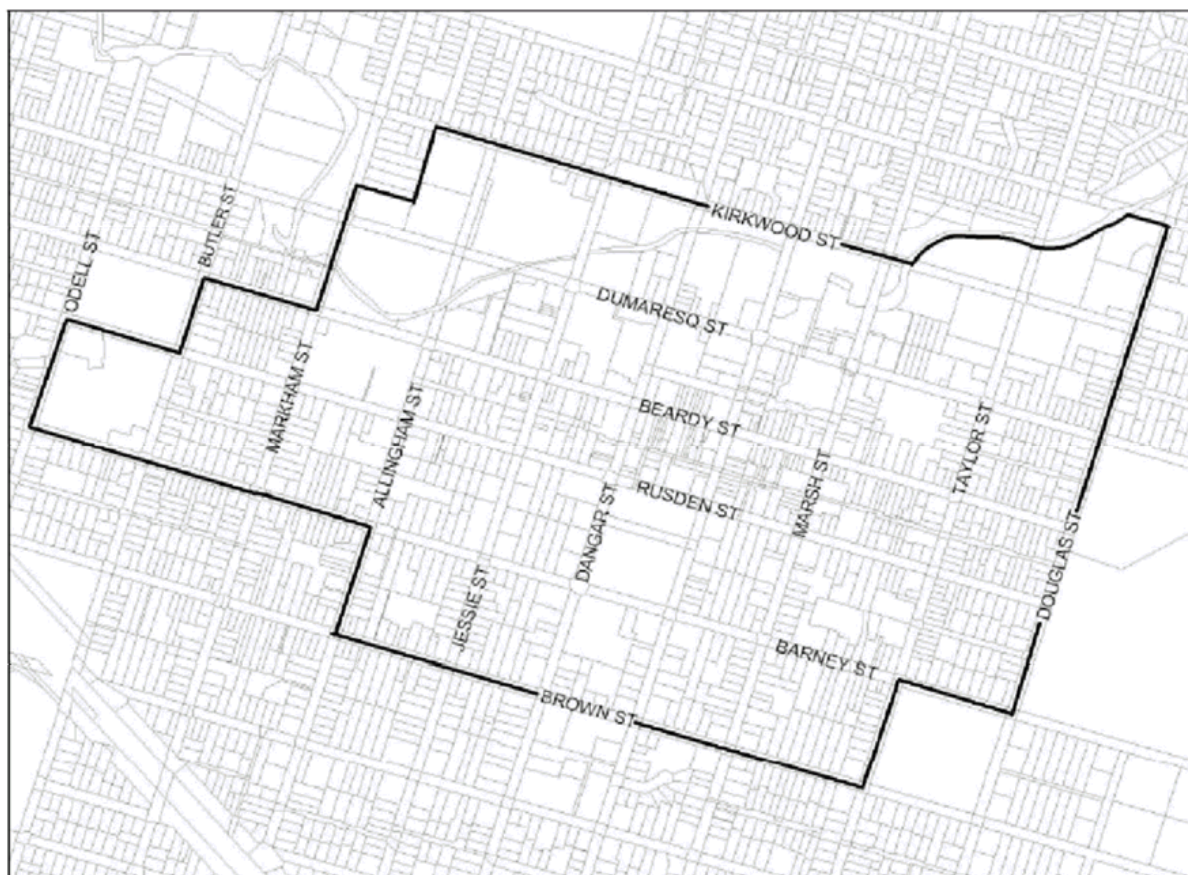 KIRKWOOD ST
BUTLER ST
ODELL ST
DUMARESQ ST
MARKHAM ST
ALLINGHAM ST
BEARDY ST
TAYLOR ST
RUSDEN ST
MARSH ST
DANGAR ST
DOUGLAS ST
JESSIE ST
BARNEY ST
BROWN ST